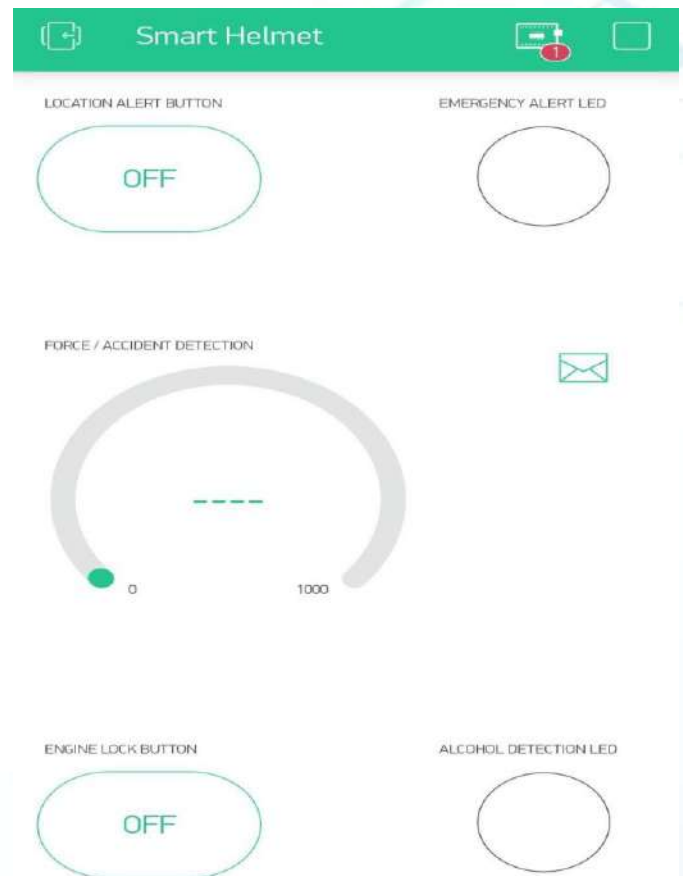 Smart Helmet
1
LOCATION ALERT BUTTON EMERGENCY ALERT LED
OFF
FORCE / ACCIDENT DETECTION
----
0 1000
ENGINE LOCK BUTTON ALCOHOL DETECTION LED
OFF